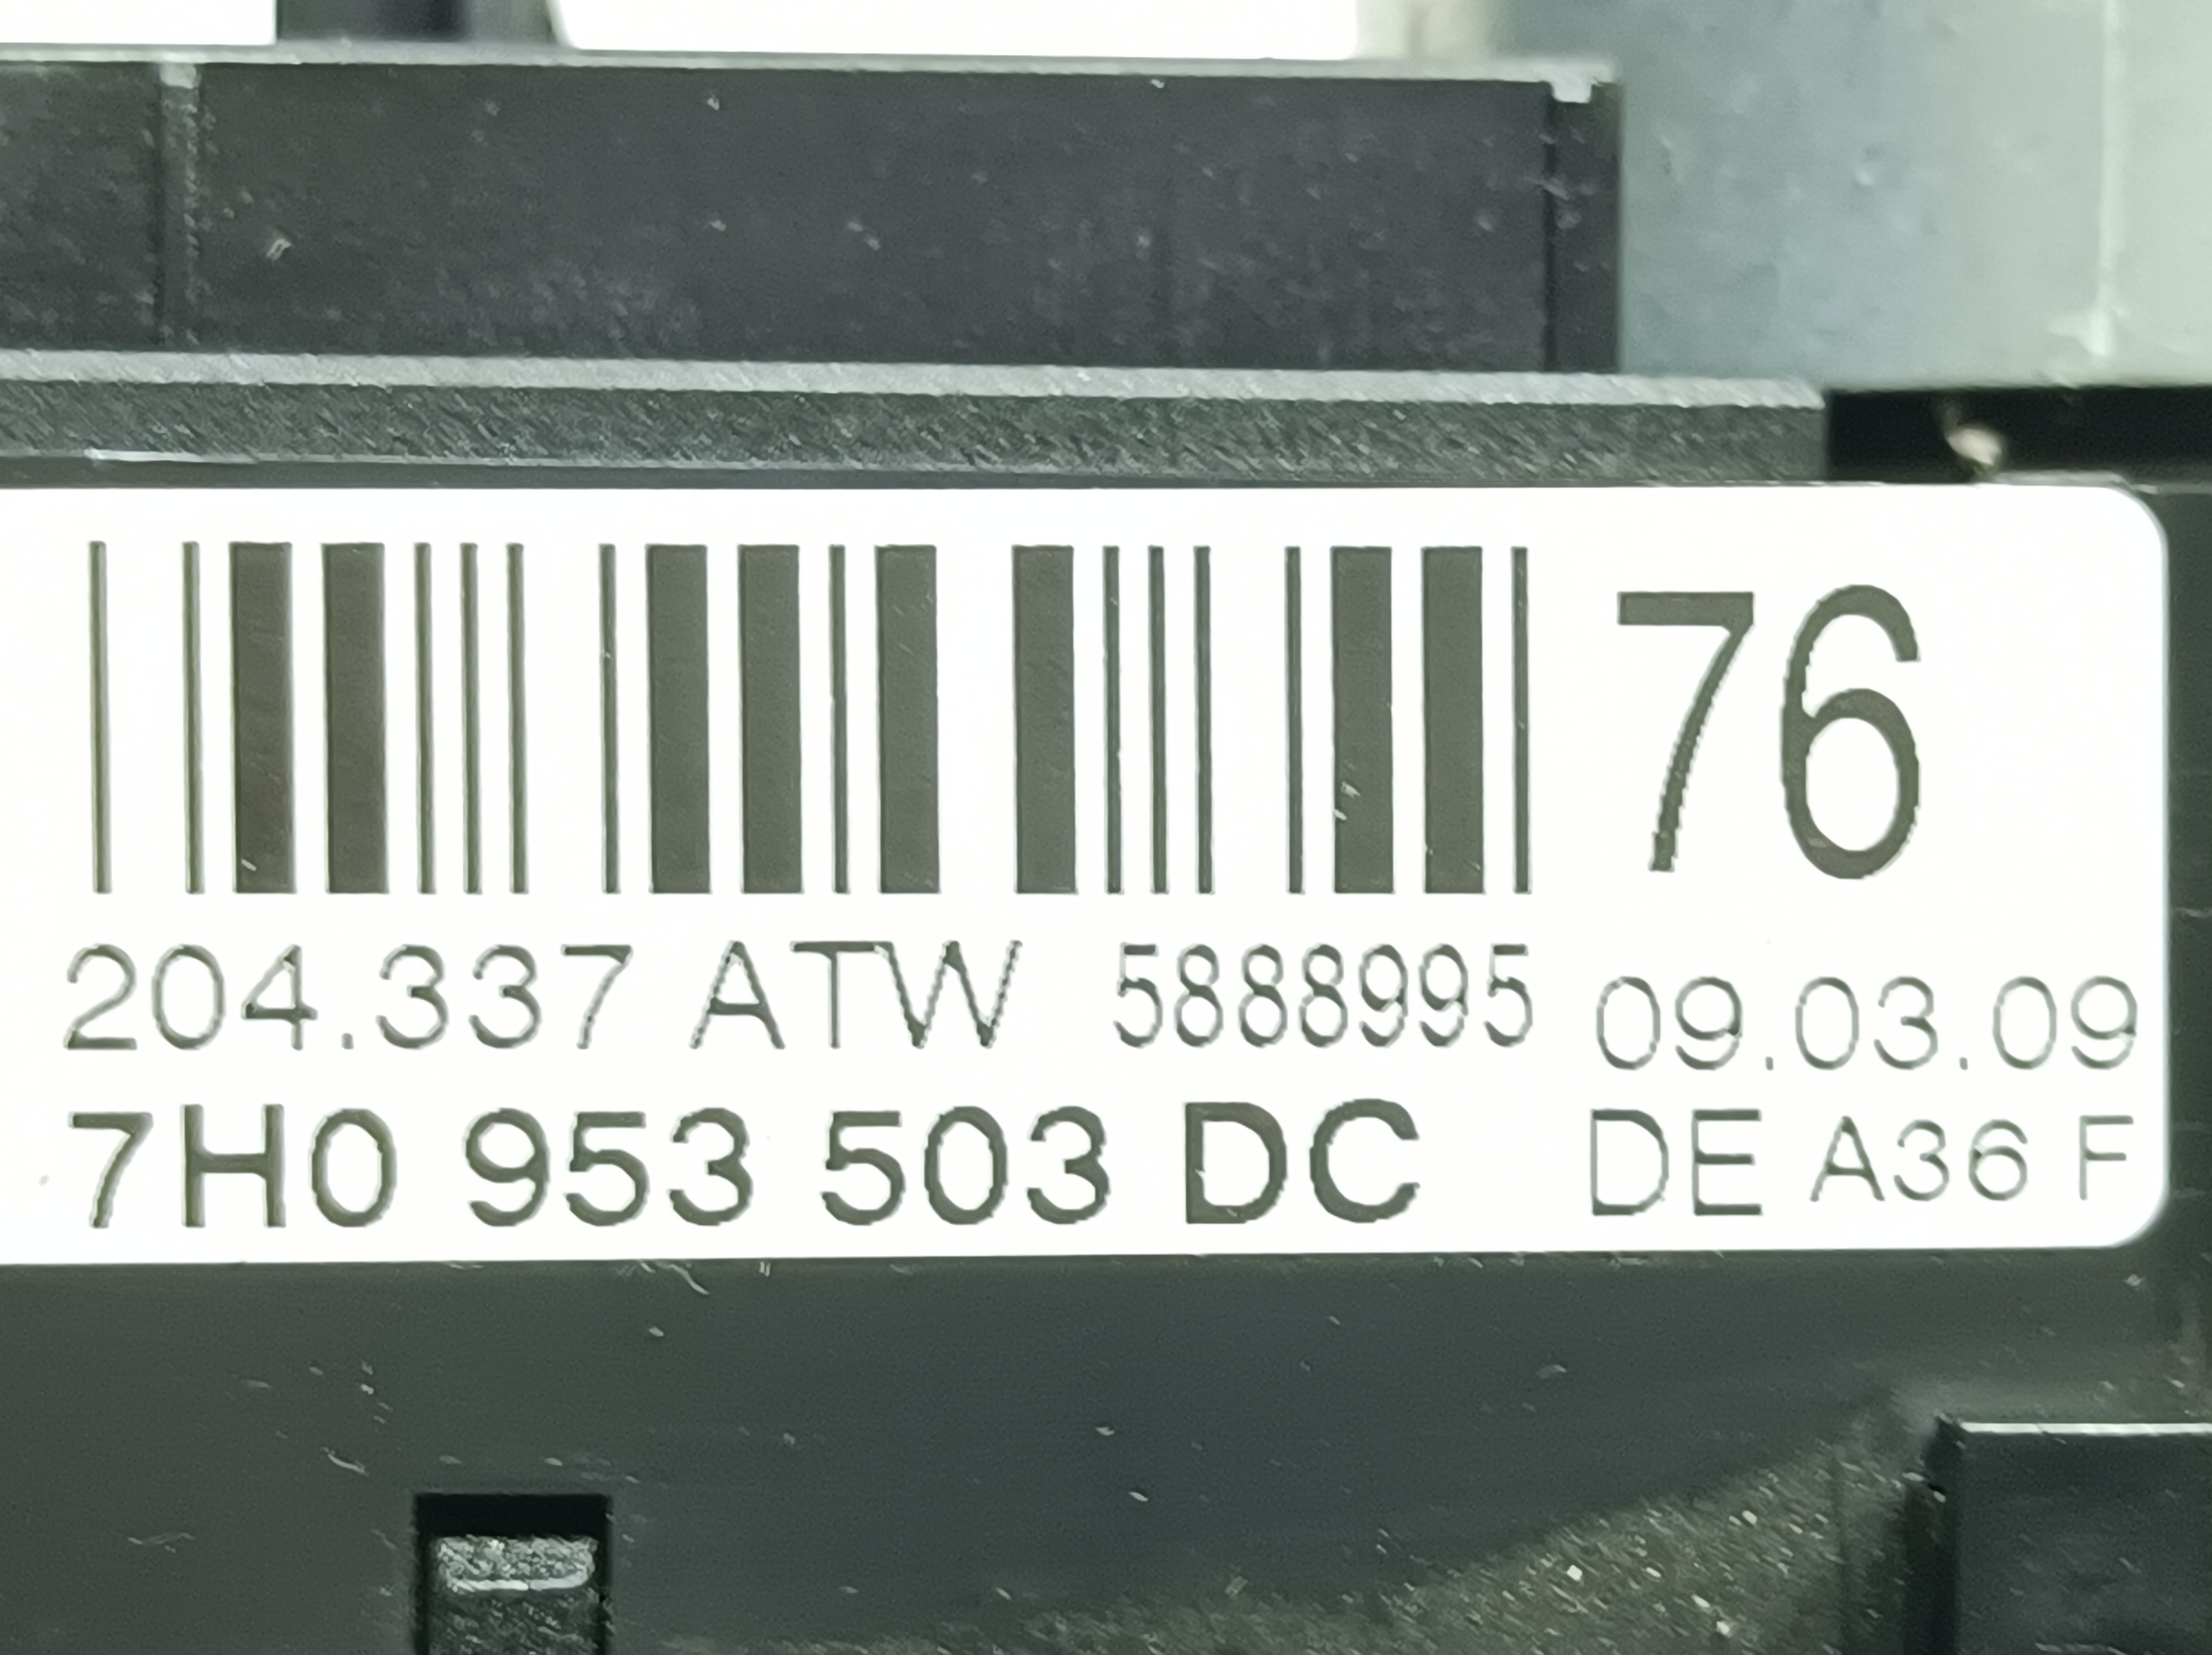 76
204.337 ATW 5888995 09.03.09
7H0 953 503 DC DE A36 F